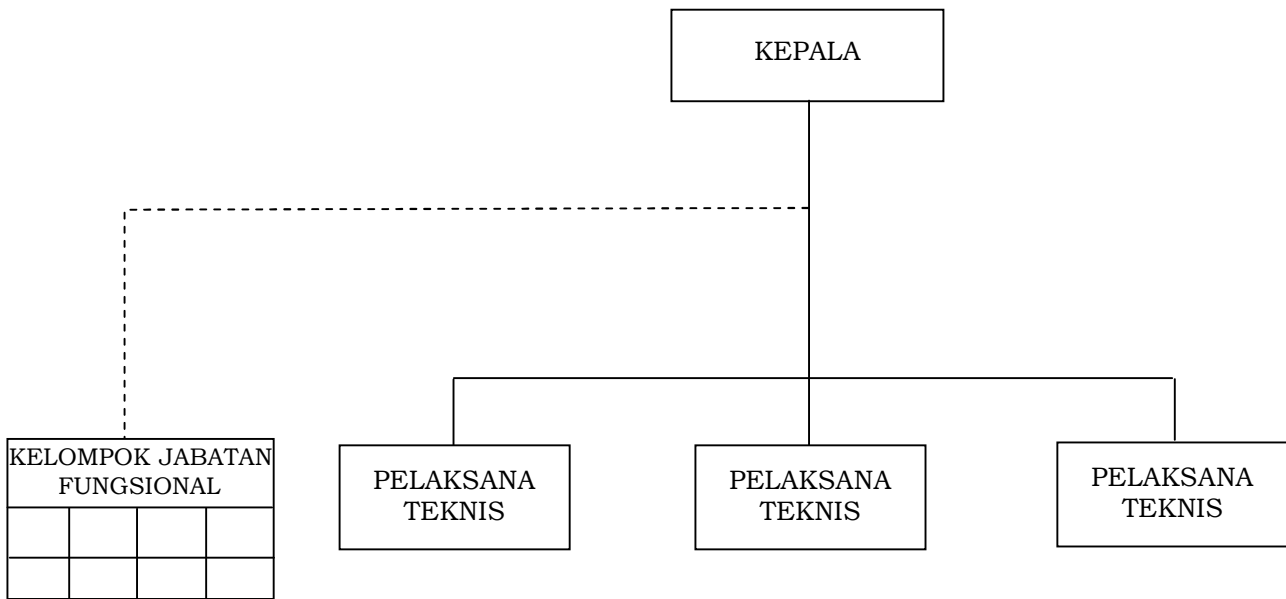 KEPALA
KELOMPOK JABATAN
FUNGSIONAL
PELAKSANA
TEKNIS
PELAKSANA
TEKNIS
PELAKSANA
TEKNIS